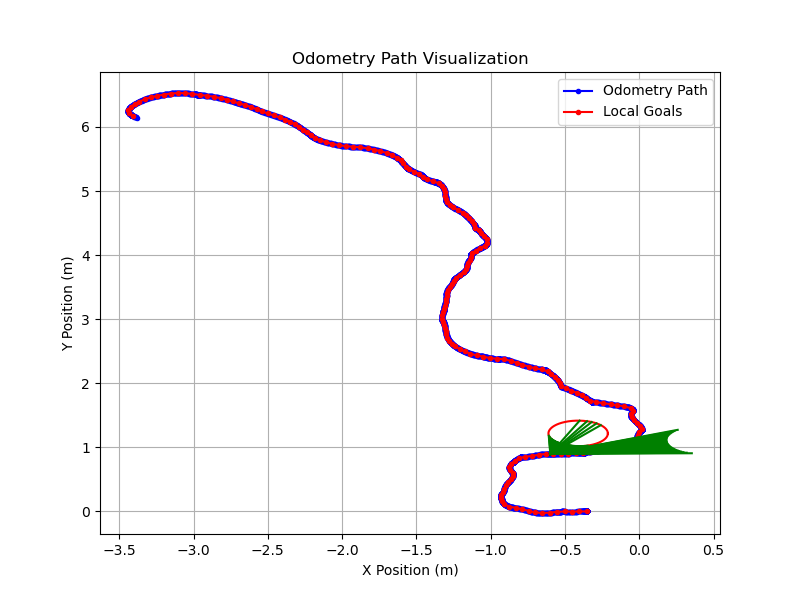 Odometry Path Visualization
Odometry Path
Local Goals
Y Position (m)
6
5
4
3
2
1
0
−3.5 −3.0 −2.5 −2.0 −1.5 −1.0 −0.5 0.0 0.5
X Position (m)